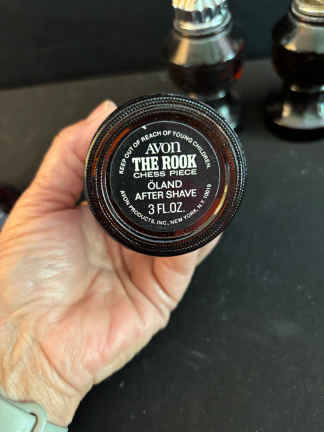 KEEP OUT OF REACH OF YOUNG CHILDREN.
AVON
THE ROOK
CHESS PIECE
ÖLAND
AFTER SHAVE
3 FL.OZ.
AVON PRODUCTS, INC., NEW YORK, N.Y. 10019